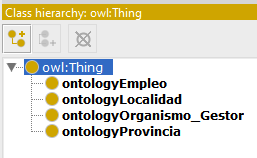 Class hierarchy: owl:Thing
owl:Thing
ontologyEmpleo
ontologyLocalidad
ontologyOrganismo_Gestor
ontologyProvincia